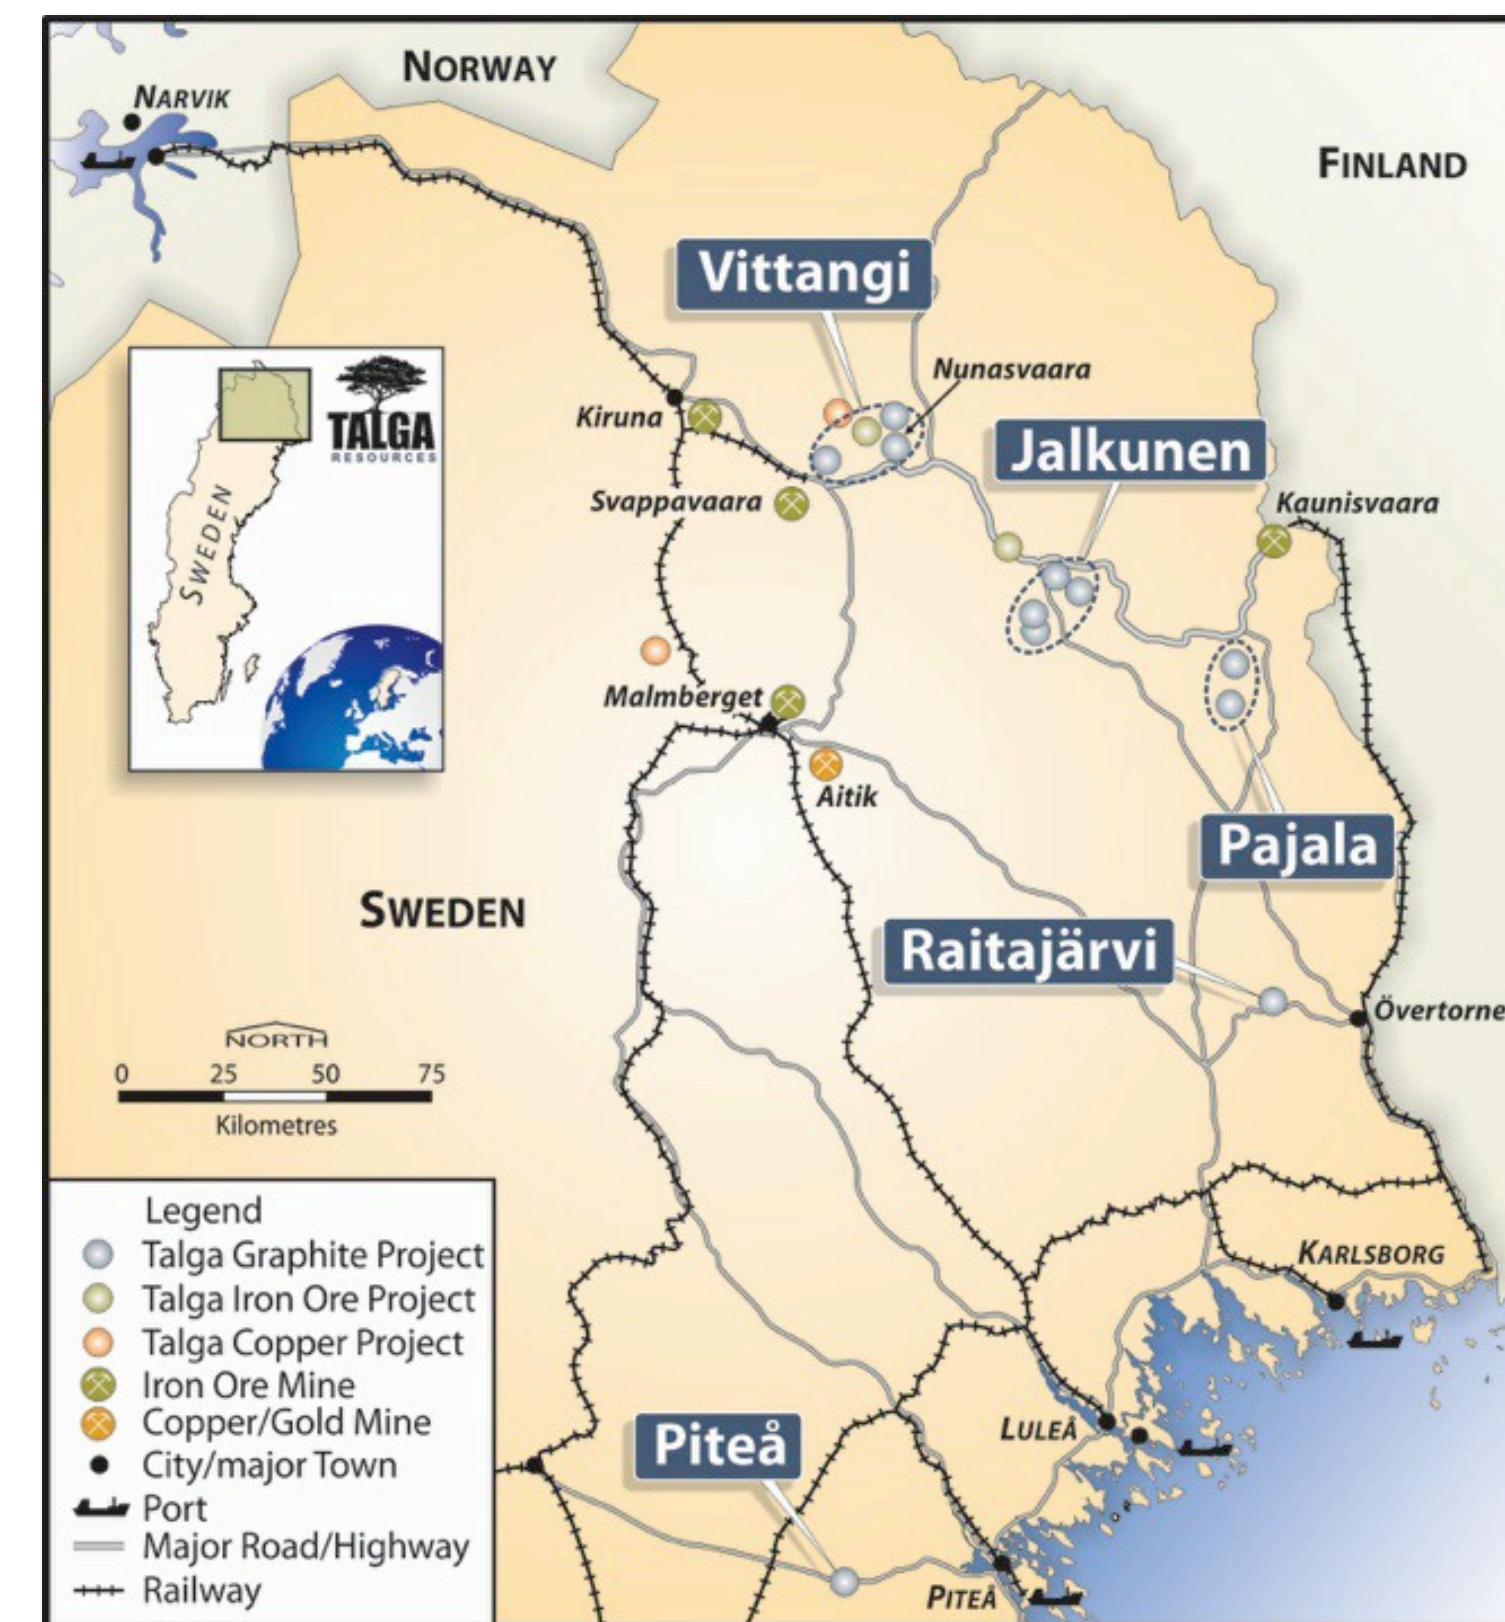 NORWAY
NARVIK
FINLAND
Vittangi
Nunasvaara
Kiruna
Jalkunen
Svappavaara
Kaunisvaara
TALGA
RESOURCES
SWEDEN
Malmberget
Aitik
Pajala
SWEDEN
Raitajärvi
Övertorne
NORTH
0 25 50 75
Kilometres
Legend
Talga Graphite Project
Talga Iron Ore Project
Talga Copper Project
Iron Ore Mine
Copper/Gold Mine
City/major Town
Port
Major Road/Highway
Railway
KARLSBORG
LULEÅ
Piteå
PITEÅ